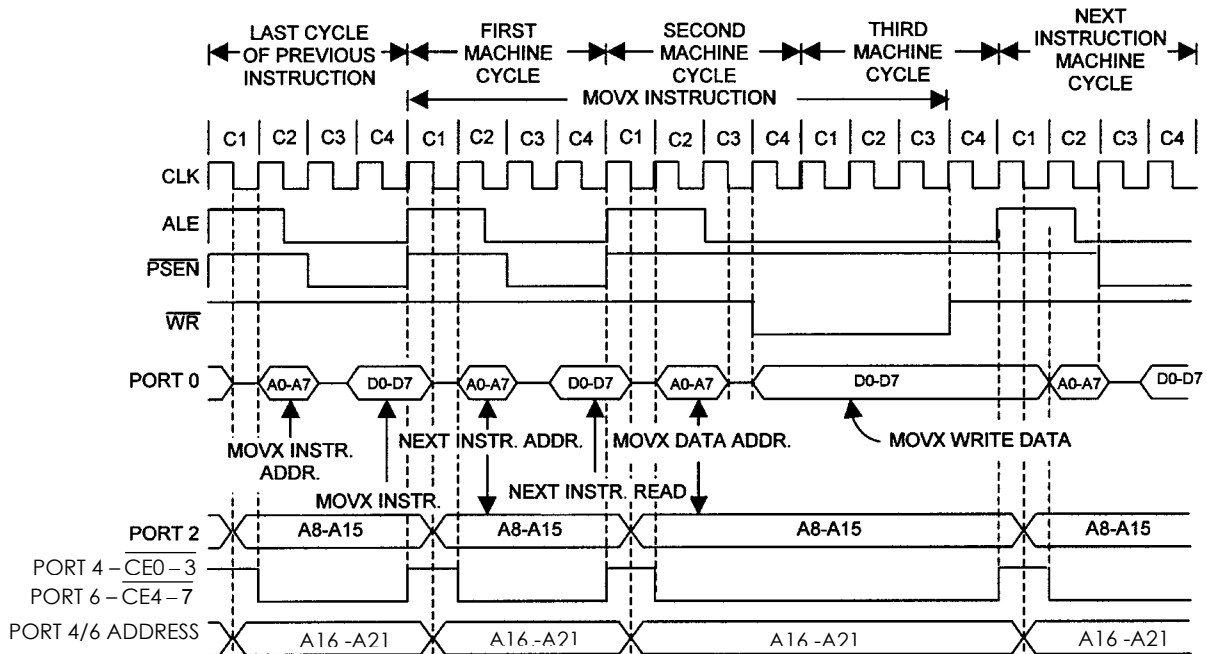 LAST CYCLE
OF PREVIOUS
INSTRUCTION
FIRST
MACHINE
CYCLE
SECOND
MACHINE
CYCLE
THIRD
MACHINE
CYCLE
NEXT
INSTRUCTION
MACHINE
CYCLE
MOVX INSTRUCTION
C1 C2 C3 C4 C1 C2 C3 C4 C1 C2 C3 C4 C1 C2 C3 C4 C1 C2 C3 C4
CLK
ALE
PSEN
WR
PORT 0 A0-A7 D0-D7 A0-A7 D0-D7 A0-A7 D0-D7 A0-A7 D0-D7
MOVX INSTR.
ADDR.
NEXT INSTR. ADDR.
MOVX DATA ADDR.
MOVX WRITE DATA
MOVX INSTR.
NEXT INSTR. READ
PORT 2 A8-A15 A8-A15 A8-A15 A8-A15
PORT 4 – CE0 – 3
PORT 6 – CE4 – 7
PORT 4/6 ADDRESS A16 -A21 A16 -A21 A16 -A21 A16 -A21